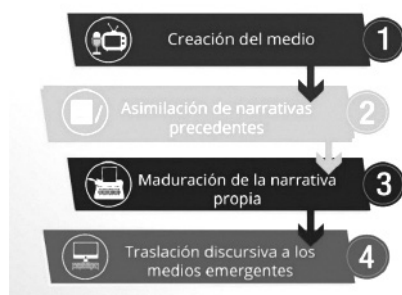 Creación del medio
1
Asimilación de narrativas
precedentes
2
Maduración de la narrativa
propia
3
Traslación discursiva a los
medios emergentes
4